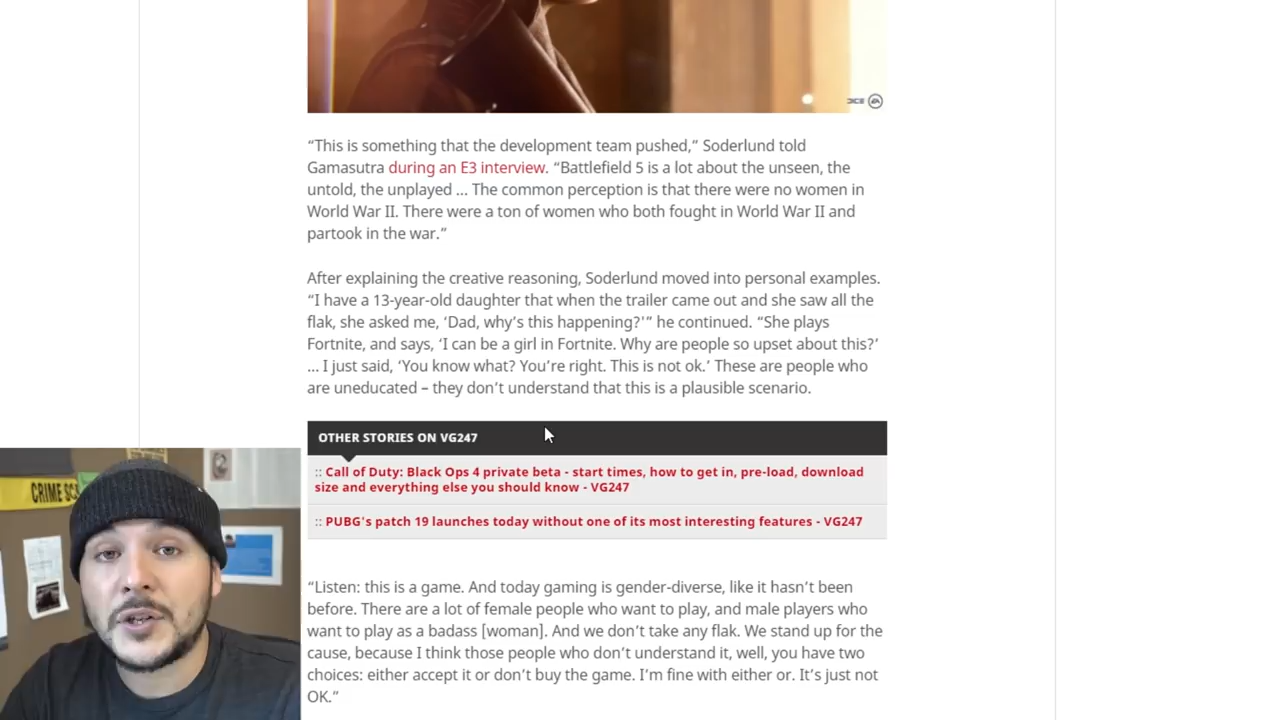 DICE EA
“This is something that the development team pushed,” Soderlund told
Gamasutra during an E3 interview. “Battlefield 5 is a lot about the unseen, the
untold, the unplayed ... The common perception is that there were no women in
World War II. There were a ton of women who both fought in World War II and
partook in the war.”
After explaining the creative reasoning, Soderlund moved into personal examples.
“I have a 13-year-old daughter that when the trailer came out and she saw all the
flak, she asked me, ‘Dad, why’s this happening?'” he continued. “She plays
Fortnite, and says, ‘I can be a girl in Fortnite. Why are people so upset about this?’
... I just said, ‘You know what? You’re right. This is not ok.’ These are people who
are uneducated – they don’t understand that this is a plausible scenario.
OTHER STORIES ON VG247
:: Call of Duty: Black Ops 4 private beta - start times, how to get in, pre-load, download
size and everything else you should know - VG247
:: PUBG's patch 19 launches today without one of its most interesting features - VG247
“Listen: this is a game. And today gaming is gender-diverse, like it hasn’t been
before. There are a lot of female people who want to play, and male players who
want to play as a badass [woman]. And we don’t take any flak. We stand up for the
cause, because I think those people who don’t understand it, well, you have two
choices: either accept it or don’t buy the game. I’m fine with either or. It’s just not
OK.”
CRIME SC